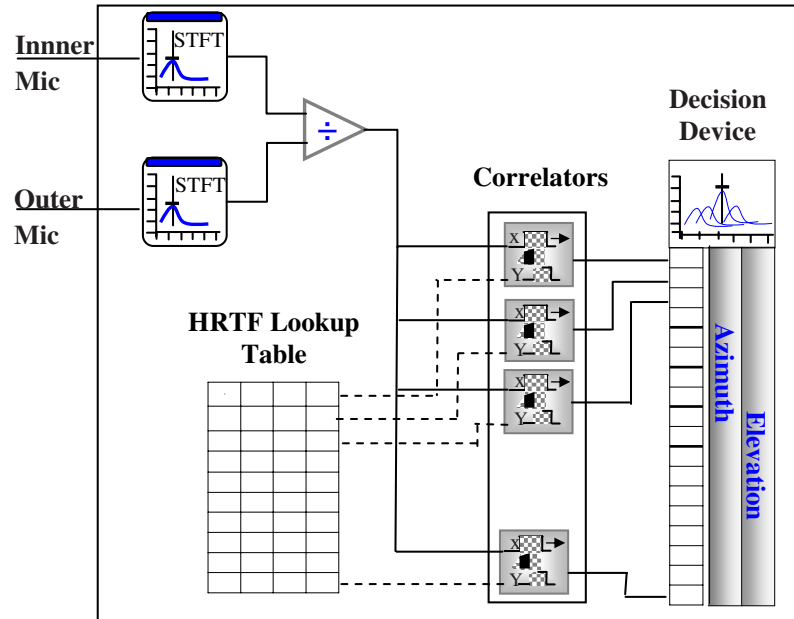 Innner
Mic
STFT
÷
Outer
Mic
STFT
Decision
Device
Correlators
X
Y
X
Y
X
Y
X
Y
HRTF Lookup
Table
Azimuth
Elevation